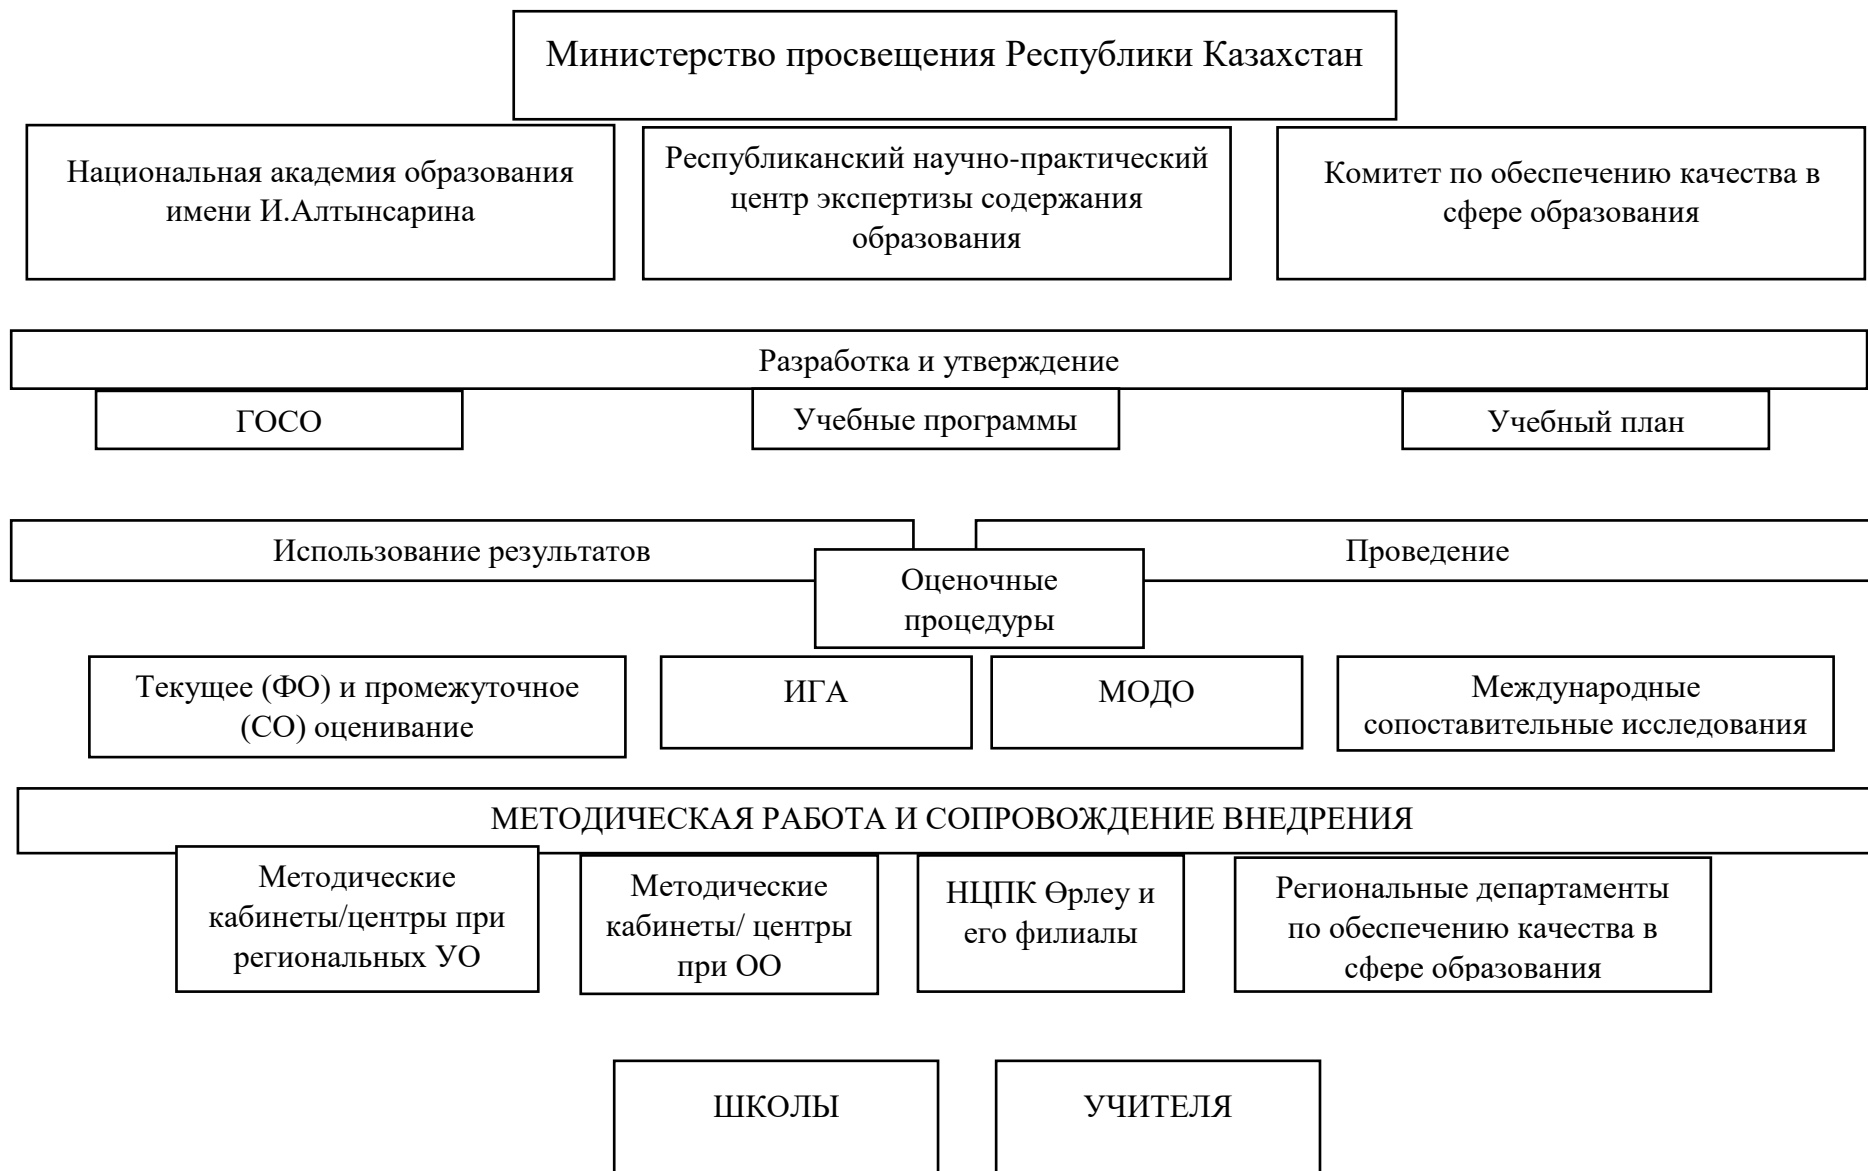 Министерство просвещения Республики Казахстан
Национальная академия образования
имени И.Алтынсарина
Республиканский научно-практический
центр экспертизы содержания
образования
Комитет по обеспечению качества в
сфере образования
Разработка и утверждение
ГОСО
Учебные программы
Учебный план
Использование результатов
Проведение
Оценочные
процедуры
Текущее (ФО) и промежуточное
(СО) оценивание
ИГА
МОДО
Международные
сопоставительные исследования
МЕТОДИЧЕСКАЯ РАБОТА И СОПРОВОЖДЕНИЕ ВНЕДРЕНИЯ
Методические
кабинеты/центры при
региональных УО
Методические
кабинеты/ центры
при ОО
НЦПК Өрлеу и
его филиалы
Региональные департаменты
по обеспечению качества в
сфере образования
ШКОЛЫ
УЧИТЕЛЯ